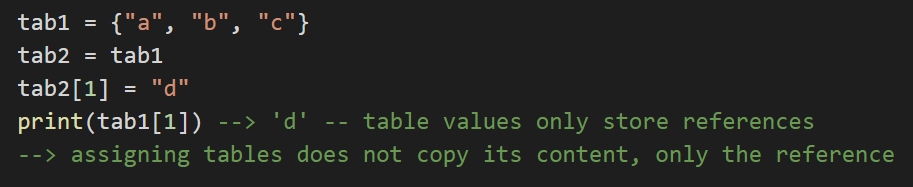 tab1 = {"a", "b", "c"}
tab2 = tab1
tab2[1] = "d"
print(tab1[1]) --> 'd' -- table values only store references
--> assigning tables does not copy its content, only the reference